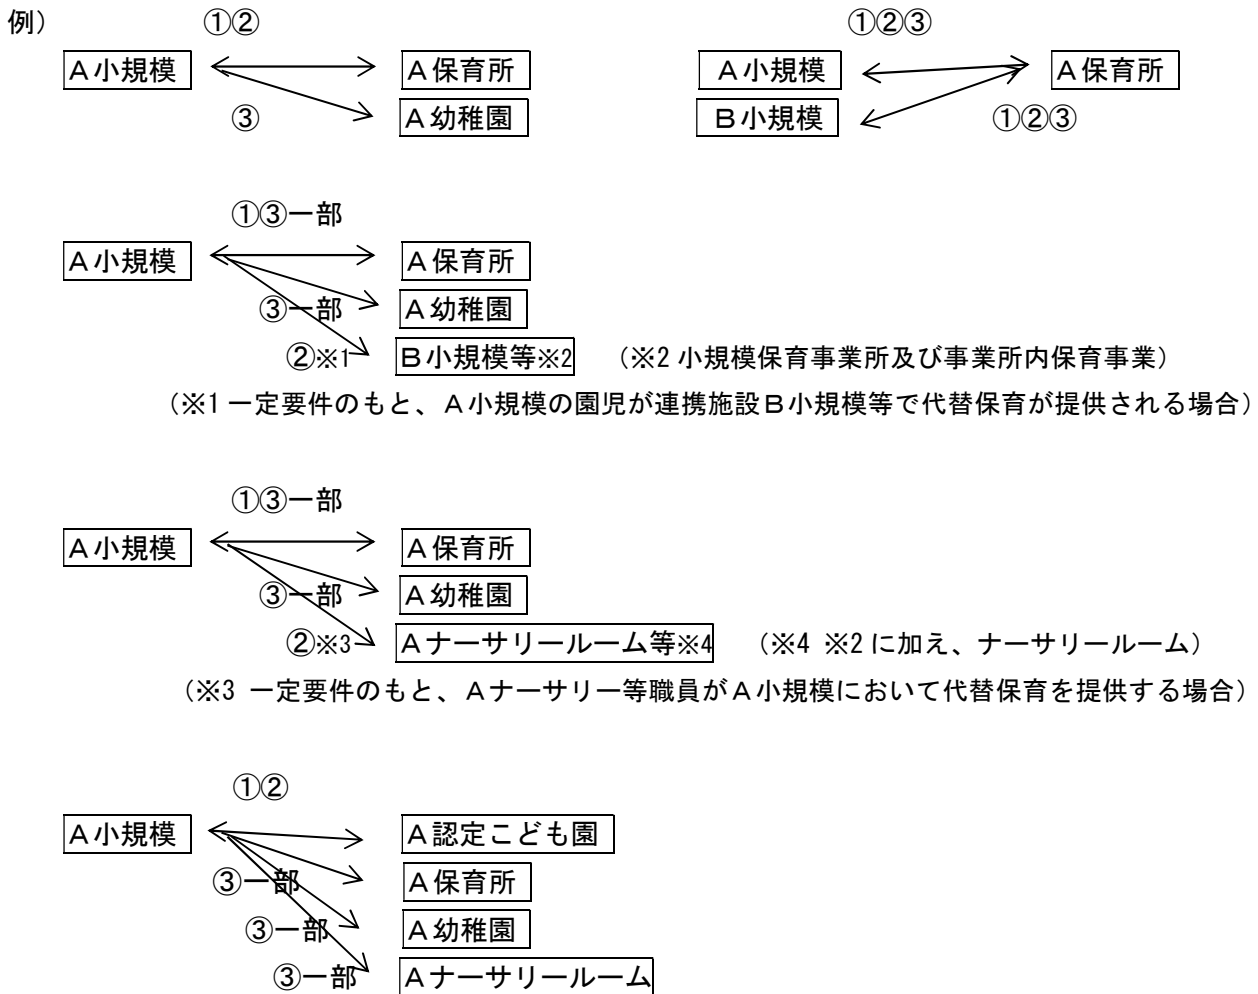 例）
①②
A小規模
A保育所
③
A幼稚園
①②③
A小規模
A保育所
B小規模
①②③
①③一部
A小規模
A保育所
③一部
A幼稚園
②※1
B小規模等※2
（※2 小規模保育事業所及び事業所内保育事業）
（※1 一定要件のもと、A小規模の園児が連携施設B小規模等で代替保育が提供される場合）
①③一部
A小規模
A保育所
③一部
A幼稚園
②※3
Aナーサリールーム等※4
（※4 ※2に加え、ナーサリールーム）
（※3 一定要件のもと、Aナーサリー等職員がA小規模において代替保育を提供する場合）
①②
A小規模
A認定こども園
③一部
A保育所
③一部
A幼稚園
③一部
Aナーサリールーム